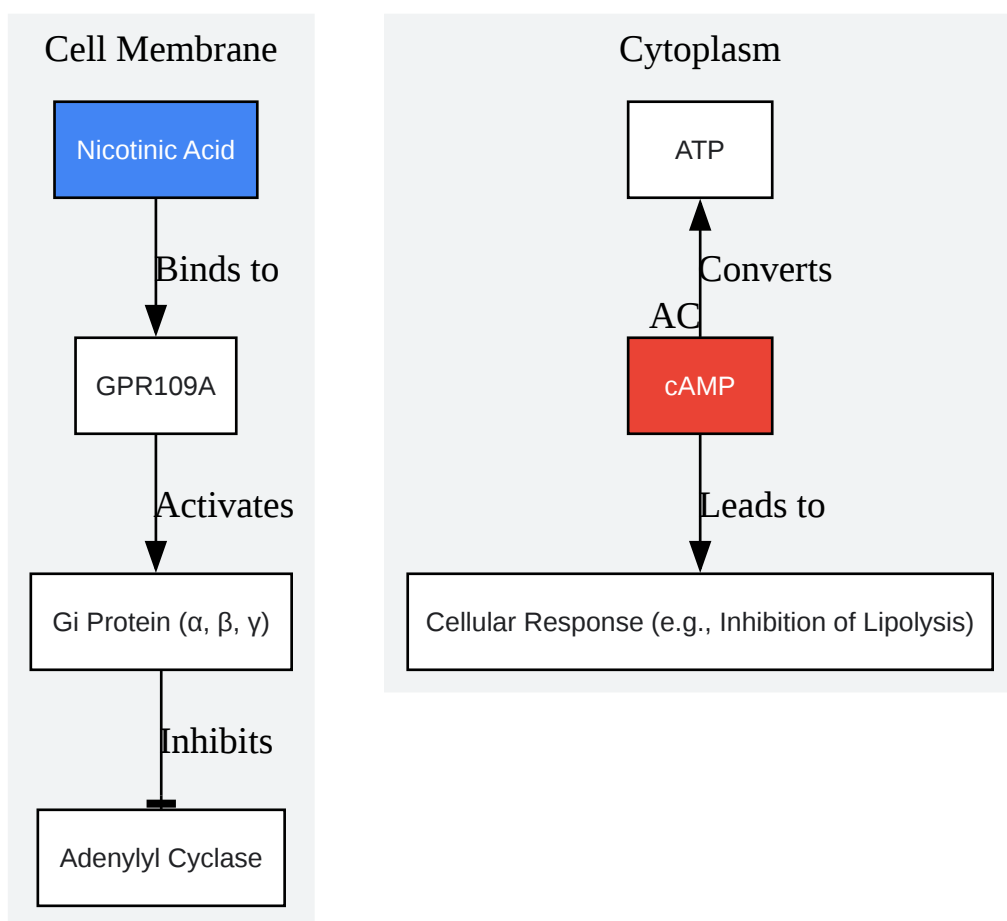 Cell Membrane
Nicotinic Acid
Binds to
GPR109A
Activates
Gi Protein (α, β, γ)
Inhibits
Adenylyl Cyclase
Cytoplasm
ATP
Converts
AC
cAMP
Leads to
Cellular Response (e.g., Inhibition of Lipolysis)